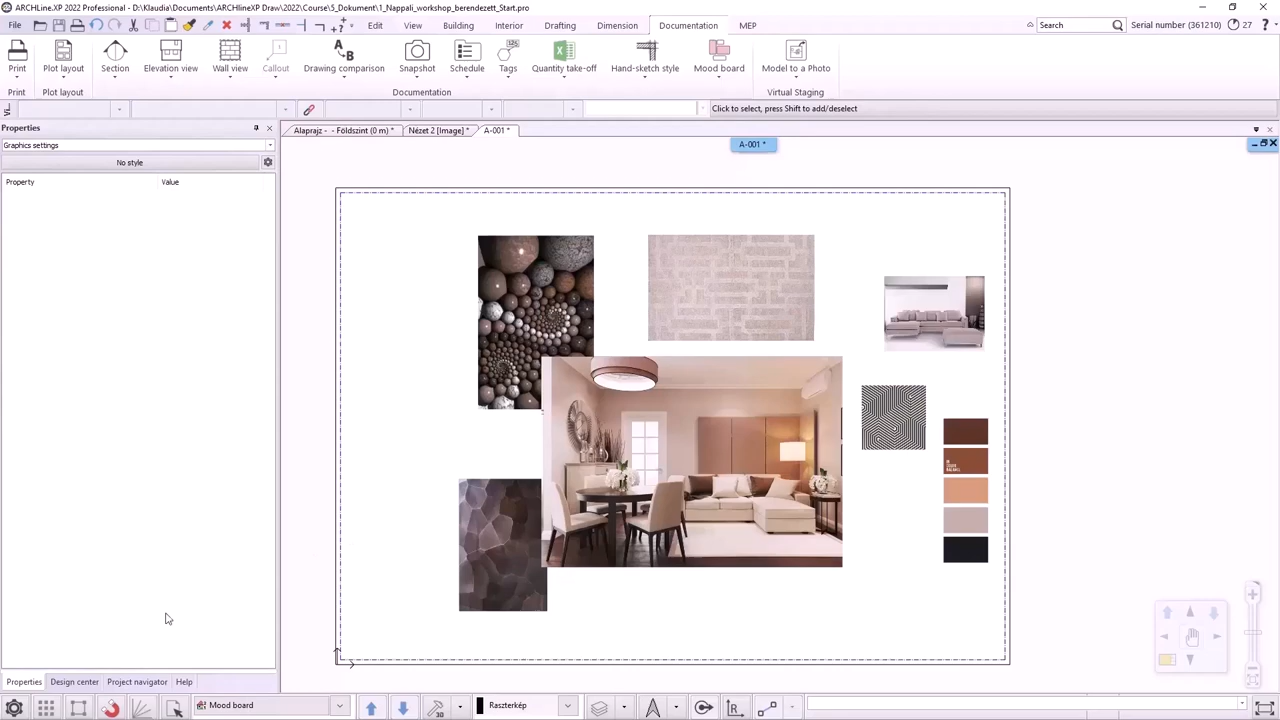 ARCHline.XP 2022 Professional - D:\Klaudia\Documents\ARCHlineXP Draw\2022\Course\5_Dokument\1_Nappali_workshop_berendezett_Start.pro
File Edit View Building Interior Drafting Dimension Documentation MEP Search Serial number (361210) 27 ?
Print Plot layout Section Elevation view Wall view Callout Drawing comparison Snapshot Schedule Tags Quantity take-off Hand-sketch style Mood board Model to a Photo
Print Plot layout Documentation Virtual Staging
Click to select, press Shift to add/deselect
Properties
Alaprajz - - Földszint (0 m) * Nézet 2 [Image] * A-001 *
Graphics settings
A-001 *
No style
Property Value
Properties Design center Project navigator Help
Mood board 30 Raszterkép